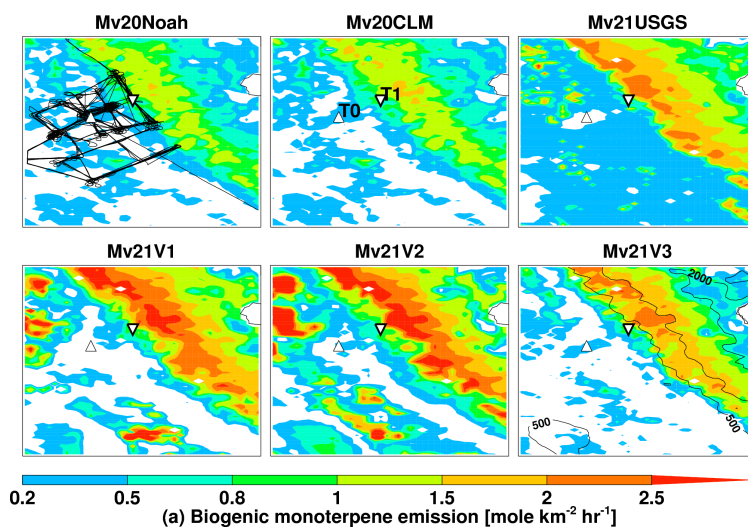 Mv20Noah Mv20CLM Mv21USGS
T0 T1
Mv21V1 Mv21V2 Mv21V3
2000
500
500
0.2 0.5 0.8 1 1.5 2 2.5
(a) Biogenic monoterpene emission [mole km-2 hr-1]